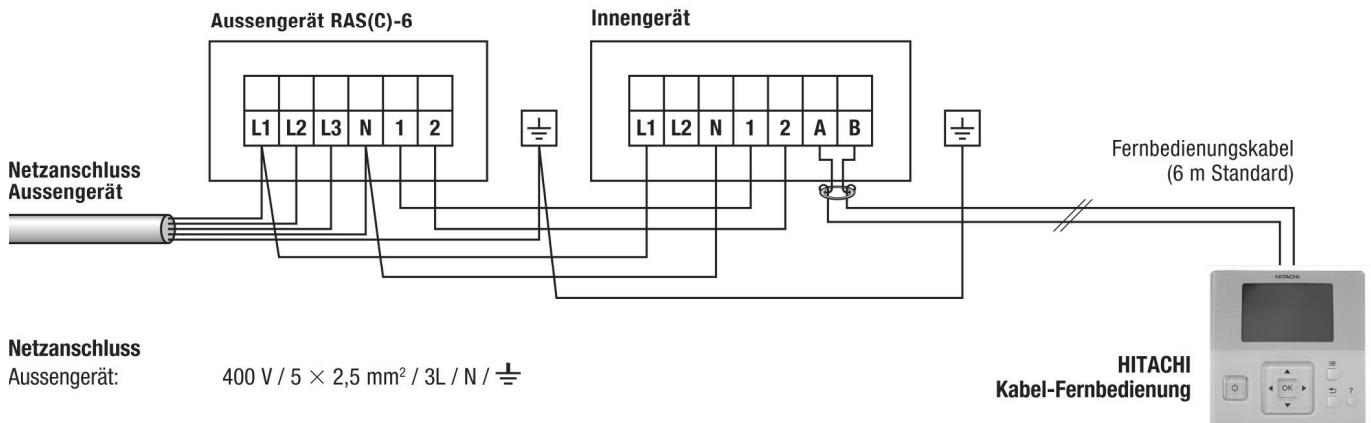 Aussengerät RAS(C)-6
Innengerät
L1 L2 L3 N 1 2
L1 L2 N 1 2 A B
Netzanschluss
Aussengerät
Fernbedienungskabel
(6 m Standard)
HITACHI
OK
?
HITACHI
Kabel-Fernbedienung
Netzanschluss
Aussengerät: 400 V / 5 × 2,5 mm² / 3L / N / ⏚